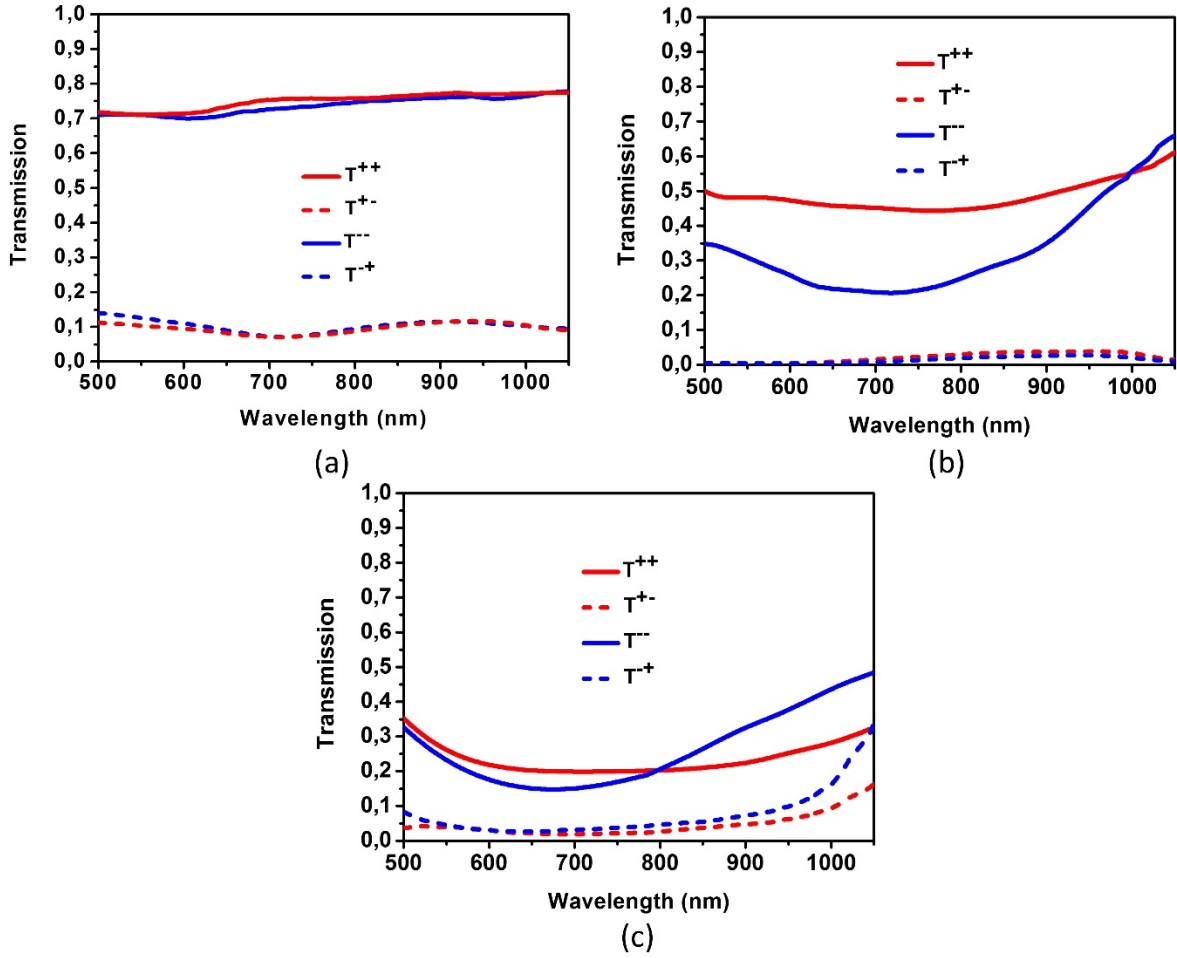 1,0
0,9
0,8
0,7
0,6
0,5
0,4
0,3
0,2
0,1
0,0
Transmission
T++
T+-
T--
T-+
500 600 700 800 900 1000
Wavelength (nm)
(a)
1,0
0,9
0,8
0,7
0,6
0,5
0,4
0,3
0,2
0,1
0,0
Transmission
T++
T+-
T--
T-+
500 600 700 800 900 1000
Wavelength (nm)
(b)
1,0
0,9
0,8
0,7
0,6
0,5
0,4
0,3
0,2
0,1
0,0
Transmission
T++
T+-
T--
T-+
500 600 700 800 900 1000
Wavelength (nm)
(c)